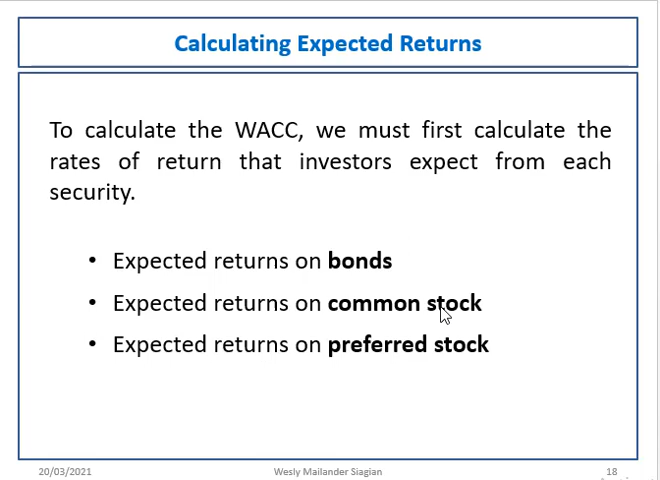 Calculating Expected Returns
To calculate the WACC, we must first calculate the
rates of return that investors expect from each
security.
• Expected returns on bonds
• Expected returns on common stock
• Expected returns on preferred stock
20/03/2021 Wesly Mailander Siagian 18